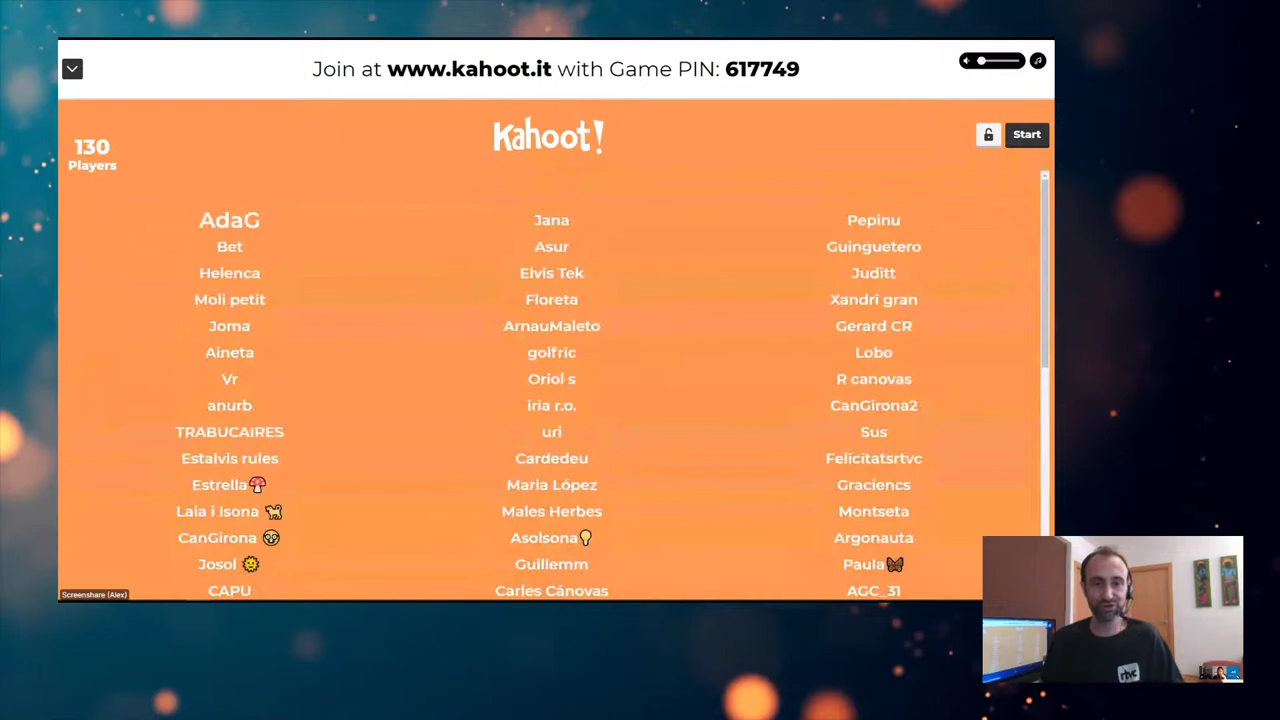 Join at www.kahoot.it with Game PIN: 617749
130
Players
Kahoot!
Start
AdaG
Jana
Pepinu
Bet
Asur
Guinguetero
Helenca
Elvis Tek
Juditt
Moli petit
Floreta
Xandri gran
Joma
ArnauMaleto
Gerard CR
Aineta
golfric
Lobo
Vr
Oriol s
R canovas
anurb
iria r.o.
CanGirona2
TRABUCAIRES
uri
Sus
Estalvis rules
Cardedeu
Felicitatsrtvc
Estrella🍄
Maria López
Graciencs
Laia i Isona 🐕
Males Herbes
Montseta
CanGirona
Asolsona
Argonauta
Josol 🌞
Guillemm
Paula🦋
CAPU
Carles Cánovas
AGC_31
Screenshare (Alex)